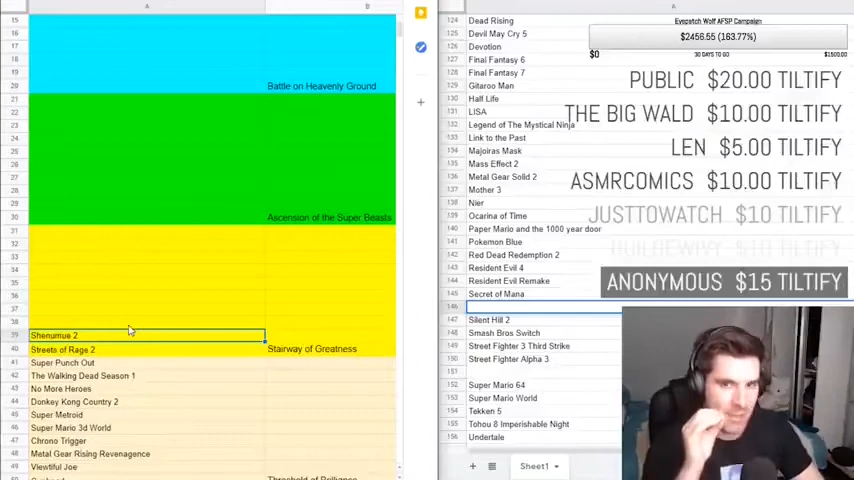 A
B
15
16
17
18
19
20
Battle on Heavenly Ground
21
22
23
24
25
26
27
28
29
30
Ascension of the Super Beasts
31
32
33
34
35
36
37
38
39
Shenumue 2
40
Streets of Rage 2
Stairway of Greatness
41
Super Punch Out
42
The Walking Dead Season 1
43
No More Heroes
44
Donkey Kong Country 2
45
Super Metroid
46
Super Mario 3d World
47
Chrono Trigger
48
Metal Gear Rising Revenagence
49
Viewtiful Joe
Threshold of Brilliance
A
124
Dead Rising
125
Devil May Cry 5
126
Devotion
127
Final Fantasy 6
128
Final Fantasy 7
129
Gitaroo Man
130
Half Life
131
LISA
132
Legend of The Mystical Ninja
133
Link to the Past
134
Majoiras Mask
135
Mass Effect 2
136
Metal Gear Solid 2
137
Mother 3
138
Nier
139
Ocarina of Time
140
Paper Mario and the 1000 year door
141
Pokemon Blue
142
Red Dead Redemption 2
143
Resident Evil 4
144
Resident Evil Remake
145
Secret of Mana
146
147
Silent Hill 2
148
Smash Bros Switch
149
Street Fighter 3 Third Strike
150
Street Fighter Alpha 3
151
152
Super Mario 64
153
Super Mario World
154
Tekken 5
155
Tohou 8 Imperishable Night
156
Undertale
Sheet1
Eyepatch Wolf AFSP Campaign
$2456.55 (163.77%)
$0
30 DAYS TO GO
$1500.00
PUBLIC $20.00 TILTIFY
THE BIG WALD $10.00 TILTIFY
LEN $5.00 TILTIFY
ASMRCOMICS $10.00 TILTIFY
JUSTTOWATCH $10 TILTIFY
ANONYMOUS $15 TILTIFY